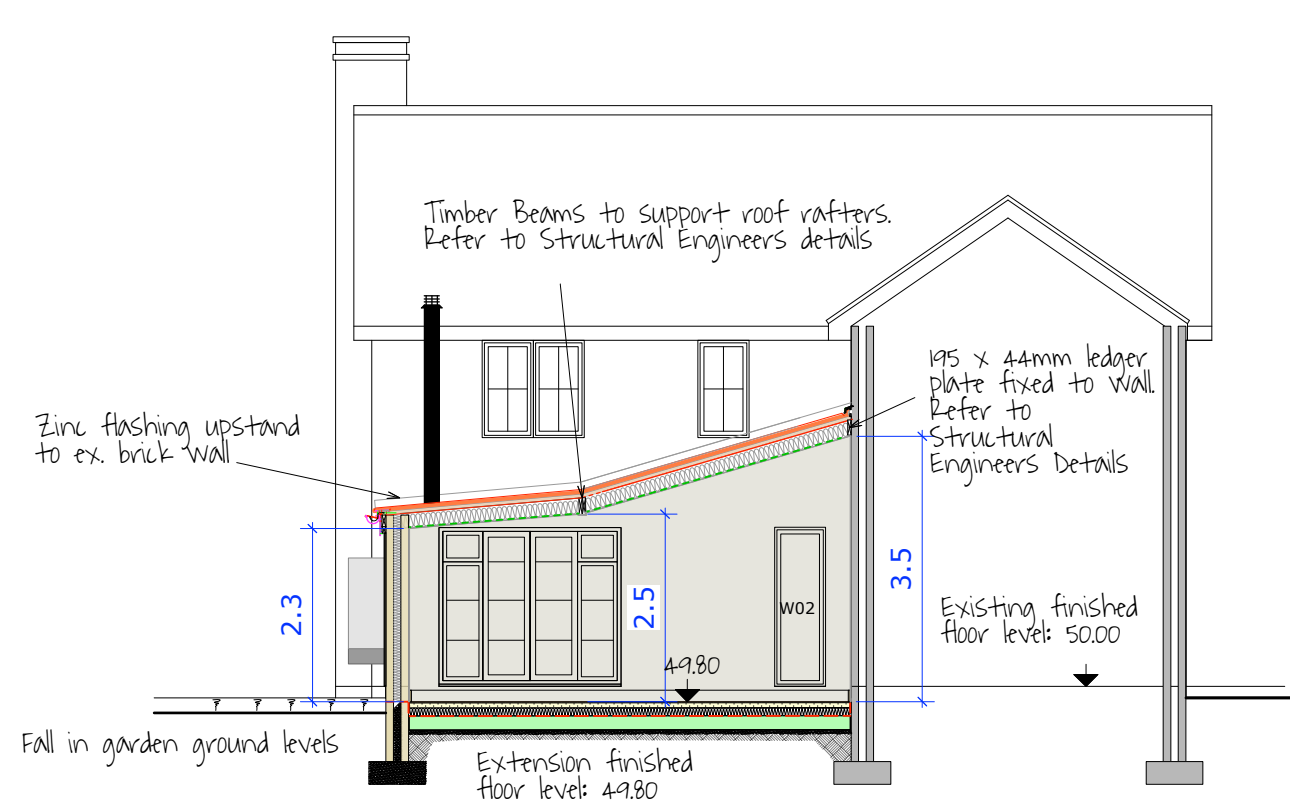 Timber Beams to support roof rafters.
Refer to Structural Engineers details
195 x 44mm ledger
plate fixed to wall.
Refer to
Structural
Engineers Details
Zinc flashing upstand
to ex. brick wall
2.3
2.5
3.5
W02
Existing finished
floor level: 50.00
49.80
Fall in garden ground levels
Extension finished
floor level: 49.80